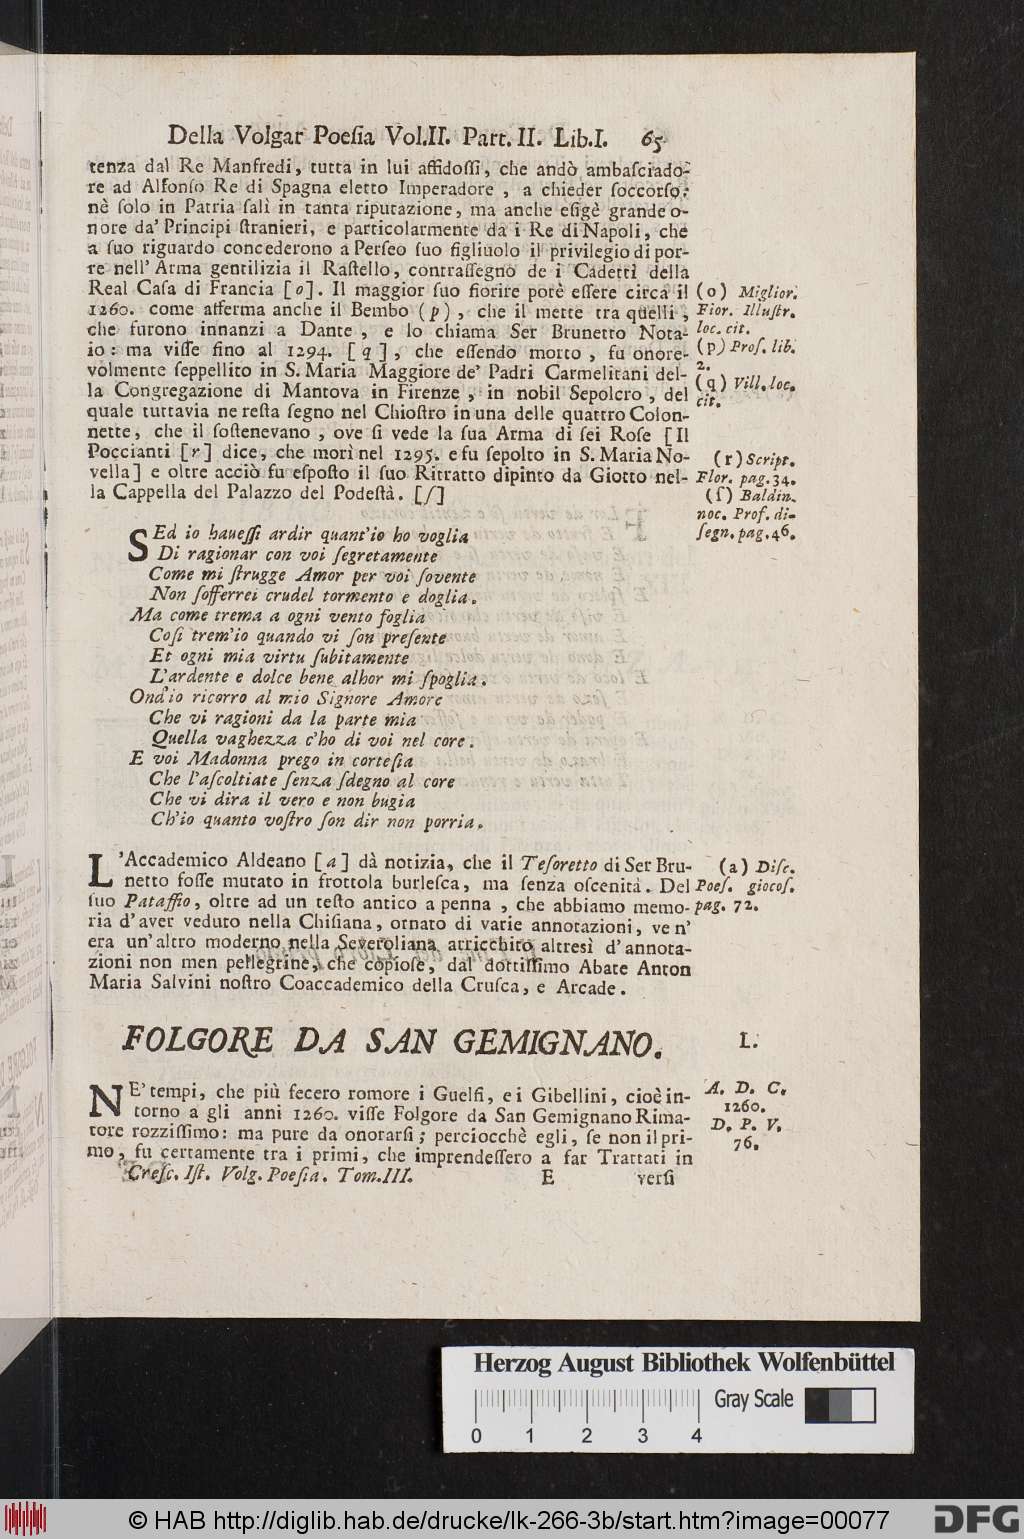 Della Volgar Poeſia Vol.II. Part. II. Lib.I. 65
tenza dal Re Manfredi, tutta in lui affidoſſi, che andò ambaſciado-
re ad Alfonſo Re di Spagna eletto Imperadore, a chieder ſoccorſo:
nè ſolo in Patria ſalì in tanta riputazione, ma anche eſigè grande o-
nore da' Principi ſtranieri, e particolarmente da i Re di Napoli, che
a ſuo riguardo concederono a Perſeo ſuo figliuolo il privilegio di por-
re nell' Arma gentilizia il Raſtello, contraſſegno de i Cadetti della
Real Caſa di Francia [o]. Il maggior ſuo fiorire potè eſſere circa il
1260. come afferma anche il Bembo (p), che il mette tra quelli,
che furono innanzi a Dante, e lo chiama Ser Brunetto Nota-
io: ma viſſe fino al 1294. [q], che eſſendo morto, fu onore-
volmente ſeppellito in S. Maria Maggiore de' Padri Carmelitani del-
la Congregazione di Mantova in Firenze, in nobil Sepolcro, del
quale tuttavia ne reſta ſegno nel Chioſtro in una delle quattro Colon-
nette, che il ſoſtenevano, ove ſi vede la ſua Arma di ſei Roſe [Il
Poccianti [r] dice, che morì nel 1295. e fu ſepolto in S. Maria No-
vella] e oltre acciò fu eſpoſto il ſuo Ritratto dipinto da Giotto nel-
la Cappella del Palazzo del Podeſtà. [ſ]
(o) Miglior.
Fior. Illuſtr.
loc. cit.
(p) Proſ. lib.
2.
(q) Vill. loc.
cit.
(r) Script.
Flor. pag. 34.
(ſ) Baldin.
noc. Prof. di-
ſegn. pag. 46.
SEd io haueſſi ardir quant'io ho voglia
Di ragionar con voi ſegretamente
Come mi ſtrugge Amor per voi ſovente
Non ſofferrei crudel tormento e doglia.
Ma come trema a ogni vento foglia
Coſi trem'io quando vi ſon preſente
Et ogni mia virtu ſubitamente
L'ardente e dolce bene alhor mi ſpoglia.
Ond'io ricorro al mio Signore Amore
Che vi ragioni da la parte mia
Quella vaghezza c'ho di voi nel core.
E voi Madonna prego in corteſia
Che l'aſcoltiate ſenza ſdegno al core
Che vi dira il vero e non bugia
Ch'io quanto voſtro ſon dir non porria.
L'Accademico Aldeano [a] dà notizia, che il Teſoretto di Ser Bru-
netto foſſe mutato in frottola burleſca, ma ſenza oſcenità. Del
ſuo Pataffio, oltre ad un teſto antico a penna, che abbiamo memo-
ria d'aver veduto nella Chiſiana, ornato di varie annotazioni, ve n'
era un'altro moderno nella Severoliana arricchito altresì d'annota-
zioni non men pellegrine, che copioſe, dal dottiſſimo Abate Anton
Maria Salvini noſtro Coaccademico della Cruſca, e Arcade.
(a) Diſc.
Poeſ. giocoſ.
pag. 72.
FOLGORE DA SAN GEMIGNANO.
L.
NE' tempi, che più fecero romore i Guelfi, e i Gibellini, cioè in-
torno a gli anni 1260. viſſe Folgore da San Gemignano Rima-
tore rozziſſimo: ma pure da onorarſi; perciocchè egli, ſe non il pri-
mo, fu certamente tra i primi, che imprendeſſero a far Trattati in
A. D. C.
1260.
D. P. V.
76.
Creſc. Iſt. Volg. Poeſia. Tom. III. E verſi
Herzog August Bibliothek Wolfenbüttel
Gray Scale
0 1 2 3 4
© HAB http://diglib.hab.de/drucke/lk-266-3b/start.htm?image=00077
DFG